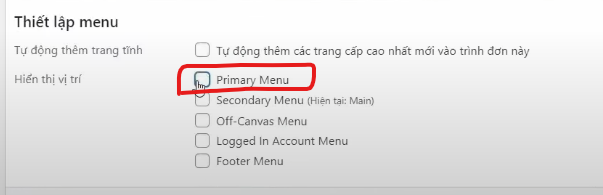 Thiết lập menu
Tự động thêm trang tĩnh
Tự động thêm các trang cấp cao nhất mới vào trình đơn này
Hiển thị vị trí
Primary Menu
Secondary Menu (Hiện tại: Main)
Off-Canvas Menu
Logged In Account Menu
Footer Menu